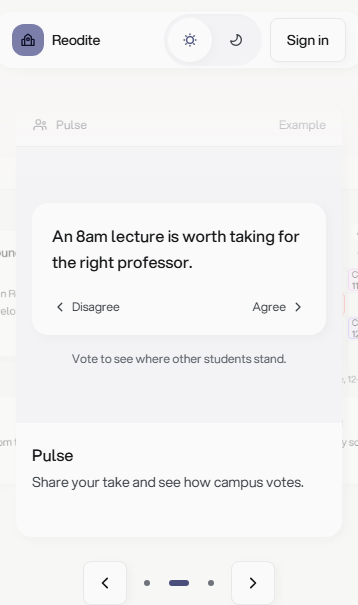 Reodite
Sign in
Pulse
Example
An 8am lecture is worth taking for
the right professor.
Disagree
Agree
Vote to see where other students stand.
Pulse
Share your take and see how campus votes.